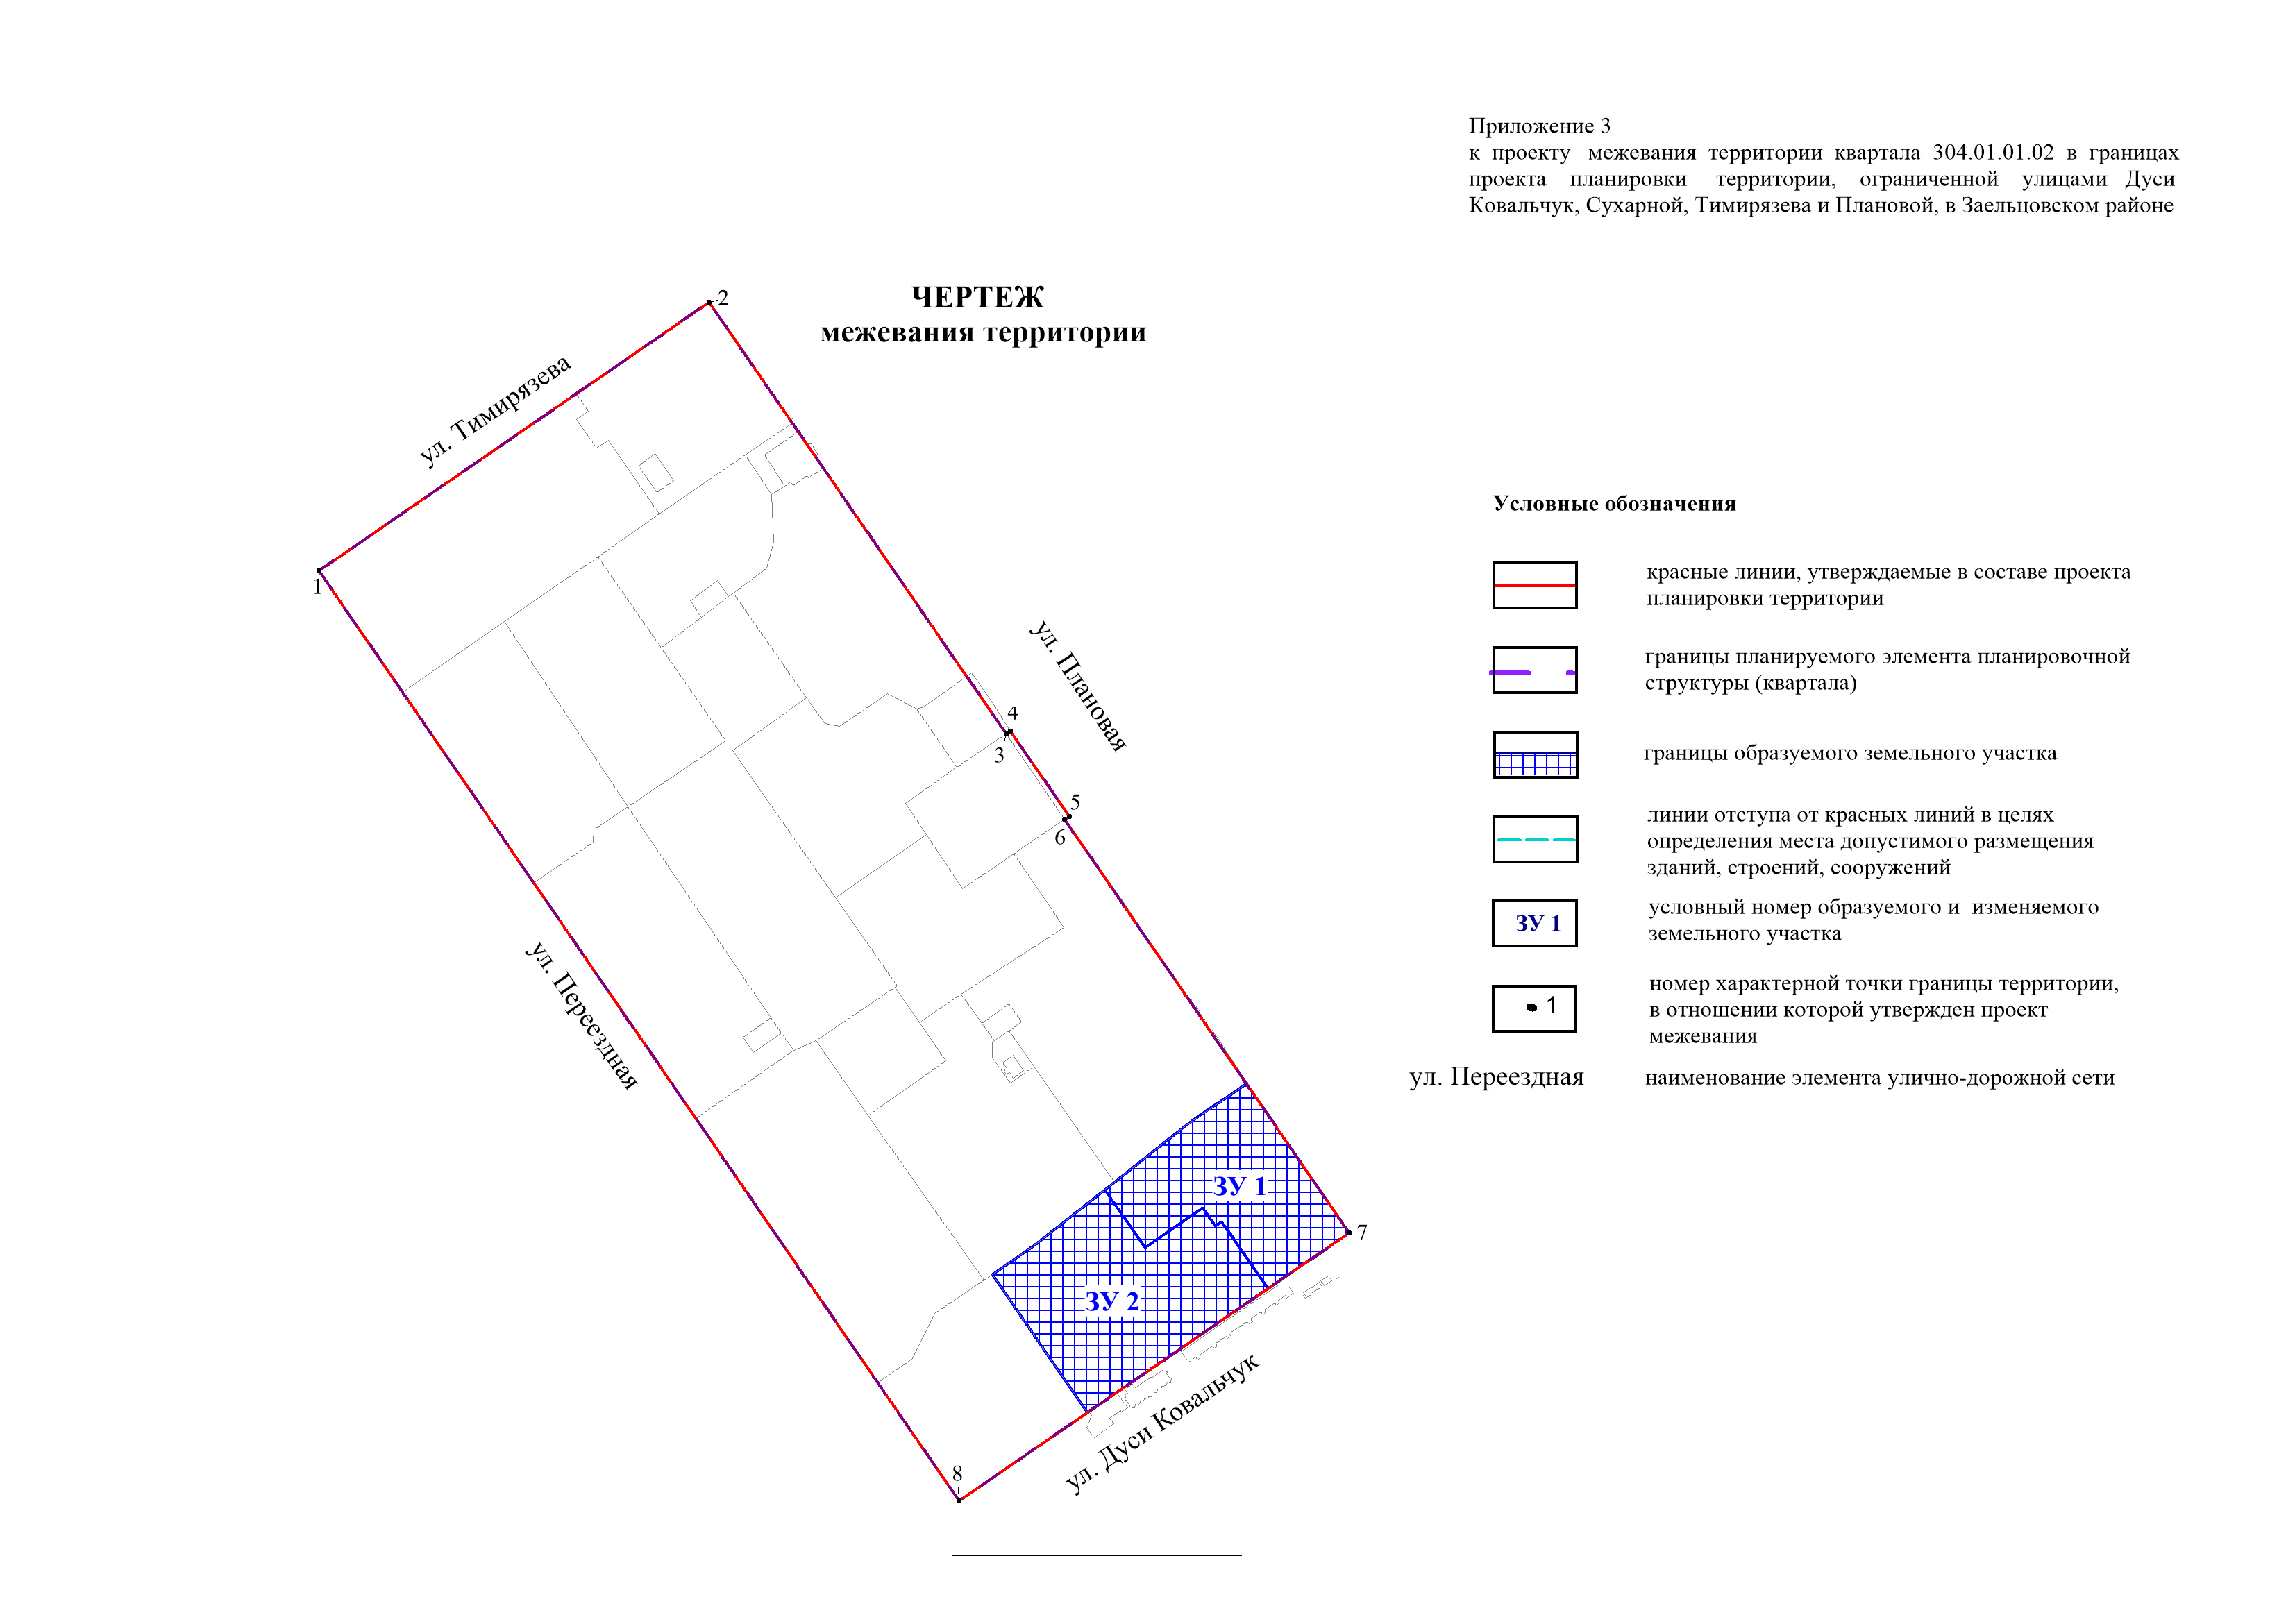 Приложение 3
к проекту межевания территории квартала 304.01.01.02 в границах
проекта планировки территории, ограниченной улицами Дуси
Ковальчук, Сухарной, Тимирязева и Плановой, в Заельцовском районе
ЧЕРТЕЖ
межевания территории
2
ул. Тимирязева
1
ул. Плановая
4
3
5
6
ул. Переездная
ЗУ 1
7
ЗУ 2
ул. Дуси Ковальчук
8
Условные обозначения
красные линии, утверждаемые в составе проекта
планировки территории
границы планируемого элемента планировочной
структуры (квартала)
границы образуемого земельного участка
линии отступа от красных линий в целях
определения места допустимого размещения
зданий, строений, сооружений
ЗУ 1
условный номер образуемого и изменяемого
земельного участка
1
номер характерной точки границы территории,
в отношении которой утвержден проект
межевания
ул. Переездная
наименование элемента улично-дорожной сети